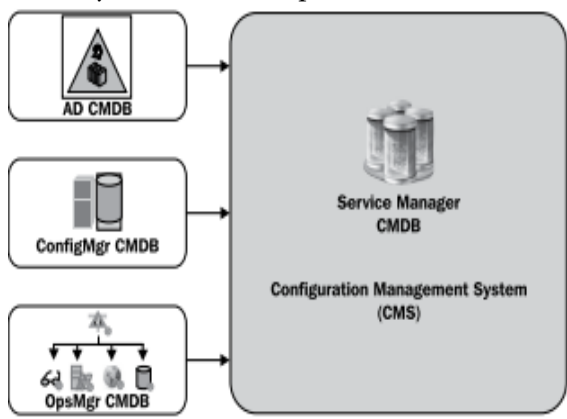 AD CMDB
ConfigMgr CMDB
OpsMgr CMDB
Service Manager
CMDB
Configuration Management System
(CMS)